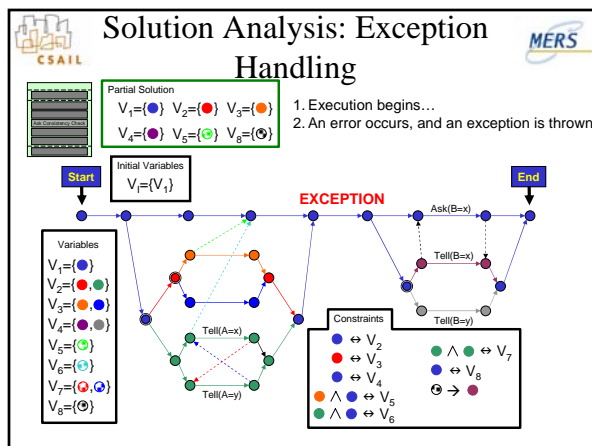 Solution Analysis: Exception
Handling
CSAIL
MERS
Partial Solution
V1={ } V2={ } V3={ }
V4={ } V5={ } V8={ }
Ask Consistency Check
1. Execution begins…
2. An error occurs, and an exception is thrown
Initial Variables
VI={V1}
Start
End
EXCEPTION
Ask(B=x)
Tell(B=x)
Tell(B=y)
Tell(A=x)
Tell(A=y)
Variables
V1={ }
V2={ , }
V3={ , }
V4={ , }
V5={ }
V6={ }
V7={ , }
V8={ }
Constraints
↔ V2
↔ V3
↔ V4
∧ ↔ V5
∧ ↔ V6
∧ ↔ V7
↔ V8
→